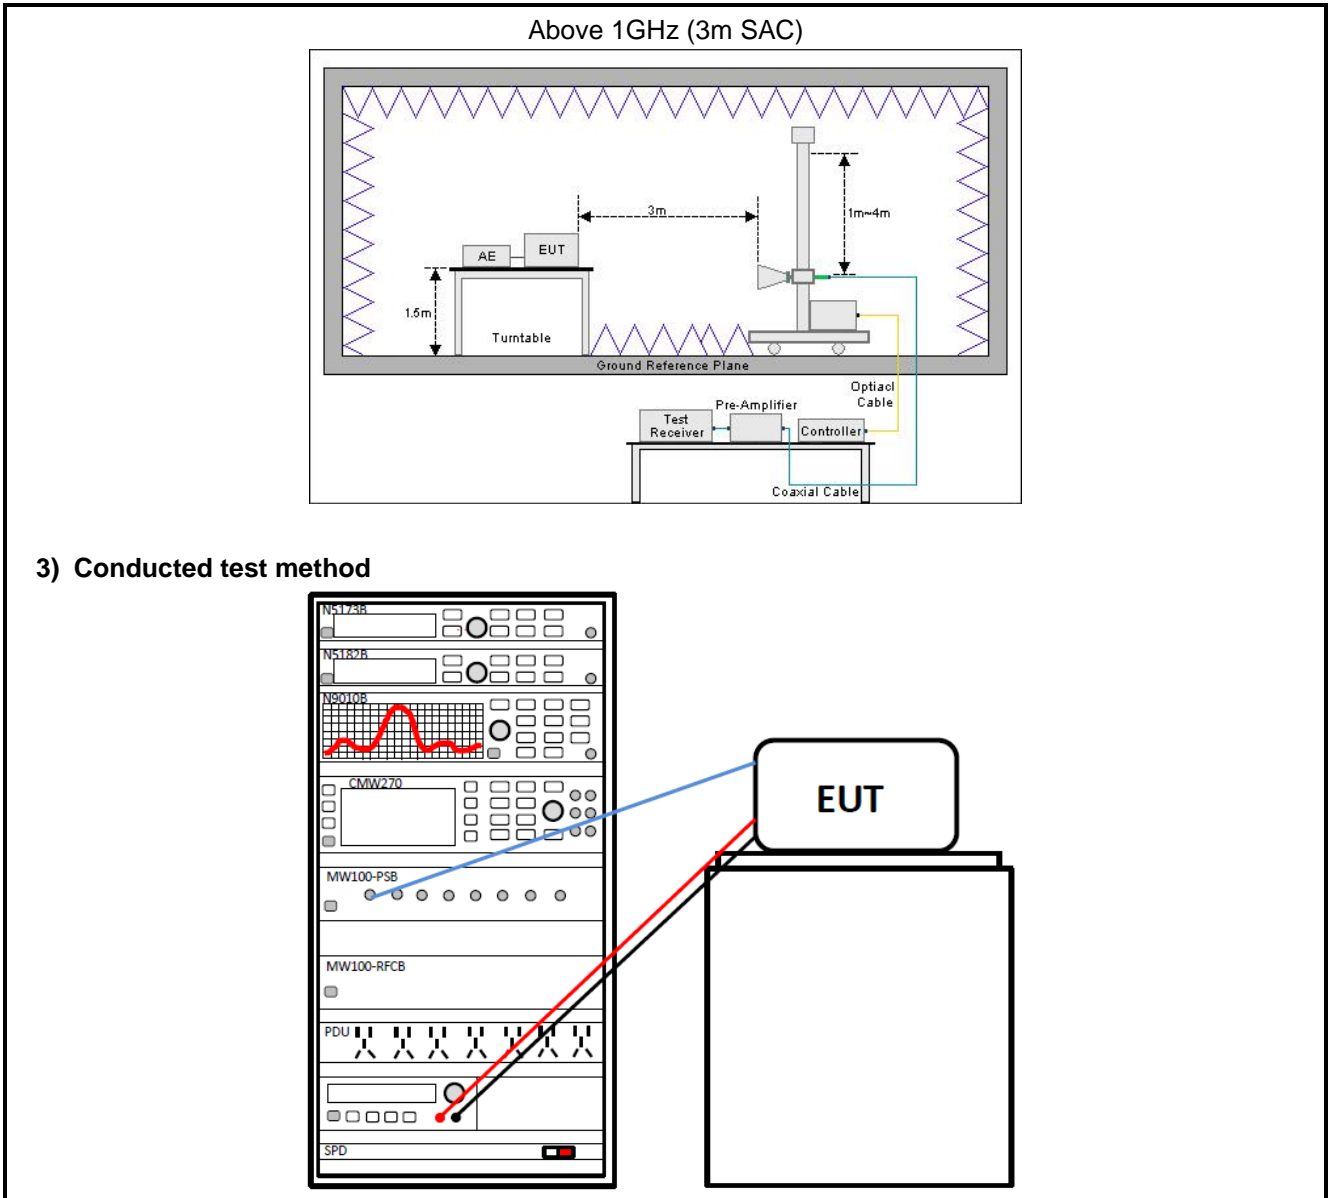 Above 1GHz (3m SAC)
3m
1m~4m
AE
EUT
1.5m
Turntable
Ground Reference Plane
Optiacl
Cable
Pre-Amplifier
Test
Receiver
Controller
Coaxial Cable
3) Conducted test method
N5173B
N5182B
N9010B
CMW270
EUT
MW100-PSB
MW100-RFCB
PDU
SPD